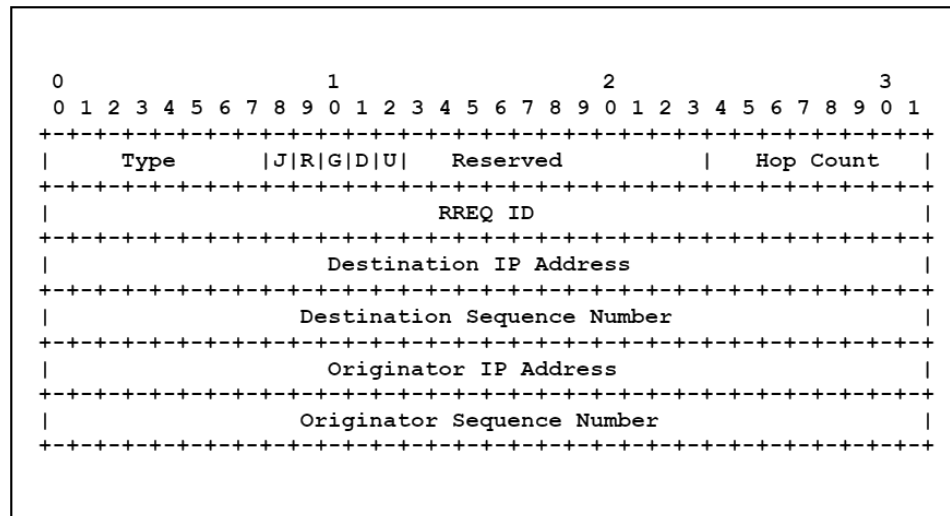 0                   1                   2                   3
0 1 2 3 4 5 6 7 8 9 0 1 2 3 4 5 6 7 8 9 0 1 2 3 4 5 6 7 8 9 0 1
+-+-+-+-+-+-+-+-+-+-+-+-+-+-+-+-+-+-+-+-+-+-+-+-+-+-+-+-+-+-+-+-+
|     Type      |J|R|G|D|U|   Reserved          |   Hop Count   |
+-+-+-+-+-+-+-+-+-+-+-+-+-+-+-+-+-+-+-+-+-+-+-+-+-+-+-+-+-+-+-+-+
|                            RREQ ID                            |
+-+-+-+-+-+-+-+-+-+-+-+-+-+-+-+-+-+-+-+-+-+-+-+-+-+-+-+-+-+-+-+-+
|                    Destination IP Address                     |
+-+-+-+-+-+-+-+-+-+-+-+-+-+-+-+-+-+-+-+-+-+-+-+-+-+-+-+-+-+-+-+-+
|                  Destination Sequence Number                  |
+-+-+-+-+-+-+-+-+-+-+-+-+-+-+-+-+-+-+-+-+-+-+-+-+-+-+-+-+-+-+-+-+
|                    Originator IP Address                      |
+-+-+-+-+-+-+-+-+-+-+-+-+-+-+-+-+-+-+-+-+-+-+-+-+-+-+-+-+-+-+-+-+
|                  Originator Sequence Number                   |
+-+-+-+-+-+-+-+-+-+-+-+-+-+-+-+-+-+-+-+-+-+-+-+-+-+-+-+-+-+-+-+-+